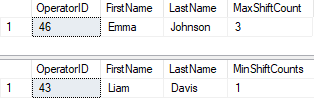 OperatorID FirstName LastName MaxShiftCount
1 46 Emma Johnson 3
OperatorID FirstName LastName MinShiftCounts
1 43 Liam Davis 1